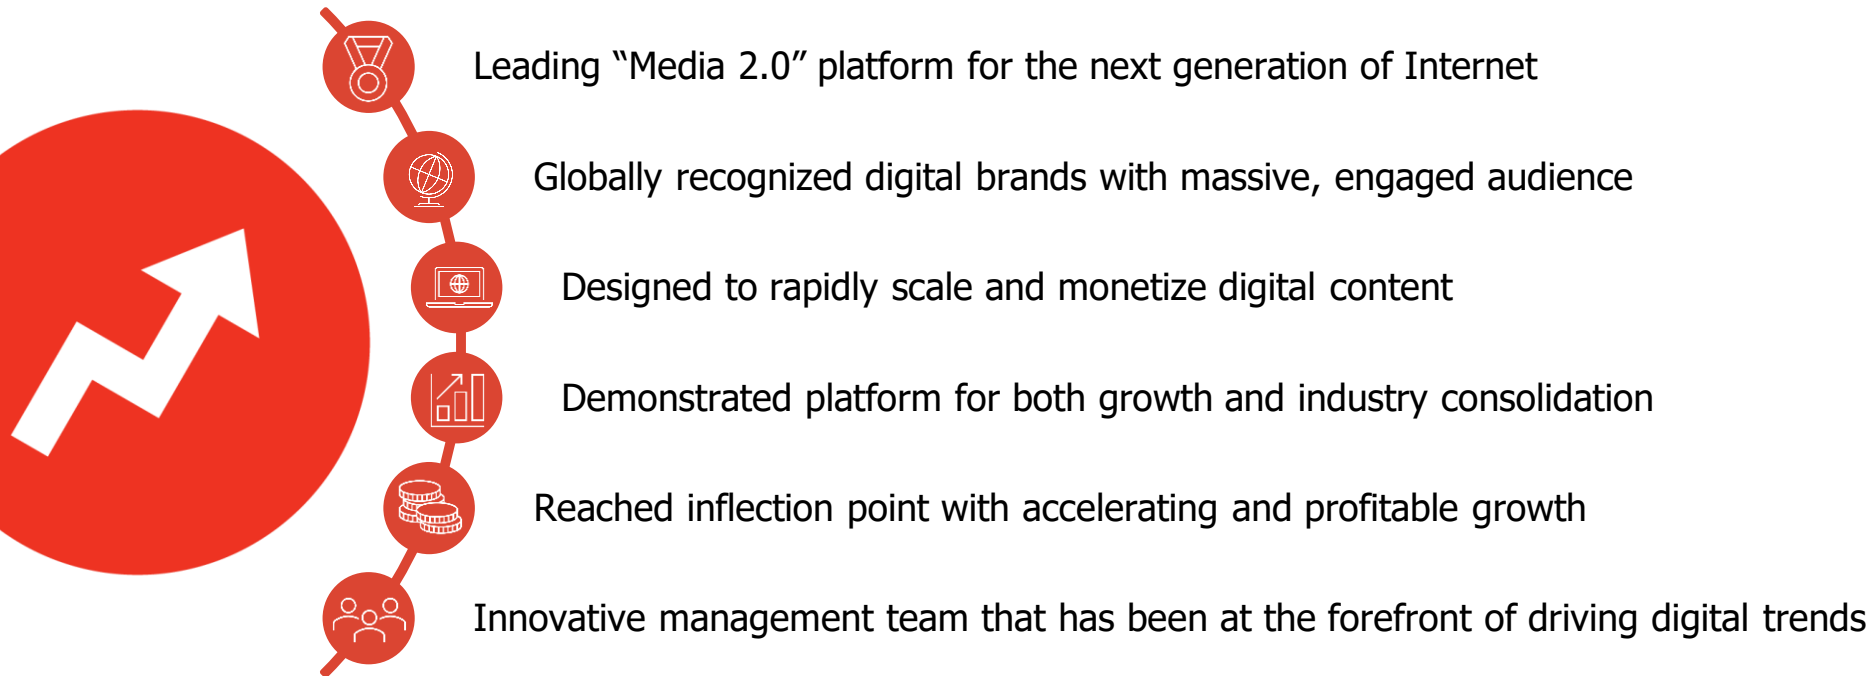 Leading “Media 2.0” platform for the next generation of Internet
Globally recognized digital brands with massive, engaged audience
Designed to rapidly scale and monetize digital content
Demonstrated platform for both growth and industry consolidation
Reached inflection point with accelerating and profitable growth
Innovative management team that has been at the forefront of driving digital trends